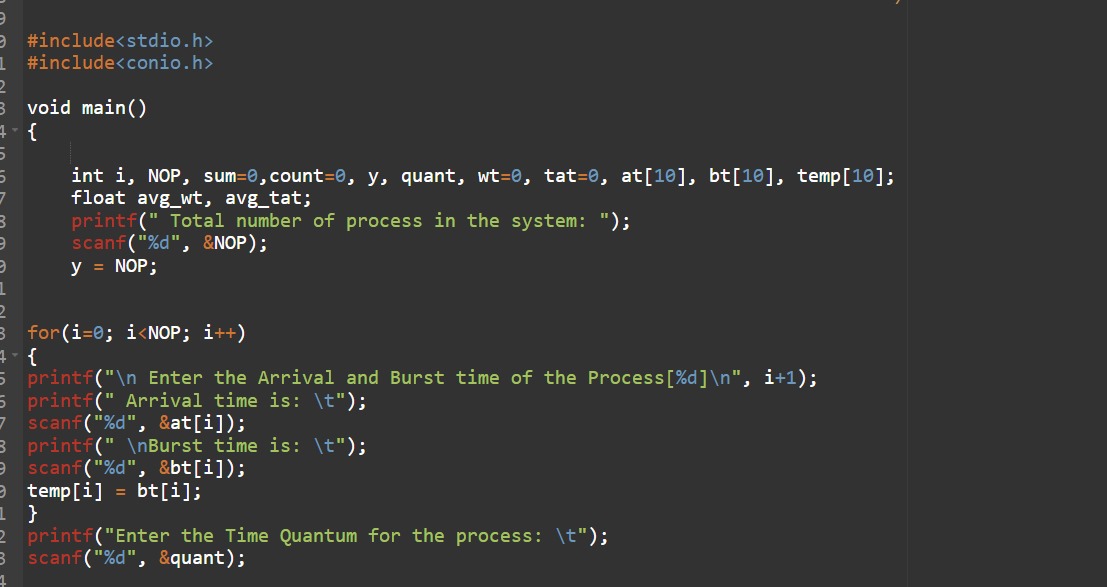 #include<stdio.h>
#include<conio.h>
void main()
{
int i, NOP, sum=0,count=0, y, quant, wt=0, tat=0, at[10], bt[10], temp[10];
float avg_wt, avg_tat;
printf(" Total number of process in the system: ");
scanf("%d", &NOP);
y = NOP;
for(i=0; i<NOP; i++)
{
printf("\n Enter the Arrival and Burst time of the Process[%d]\n", i+1);
printf(" Arrival time is: \t");
scanf("%d", &at[i]);
printf(" \nBurst time is: \t");
scanf("%d", &bt[i]);
temp[i] = bt[i];
}
printf("Enter the Time Quantum for the process: \t");
scanf("%d", &quant);